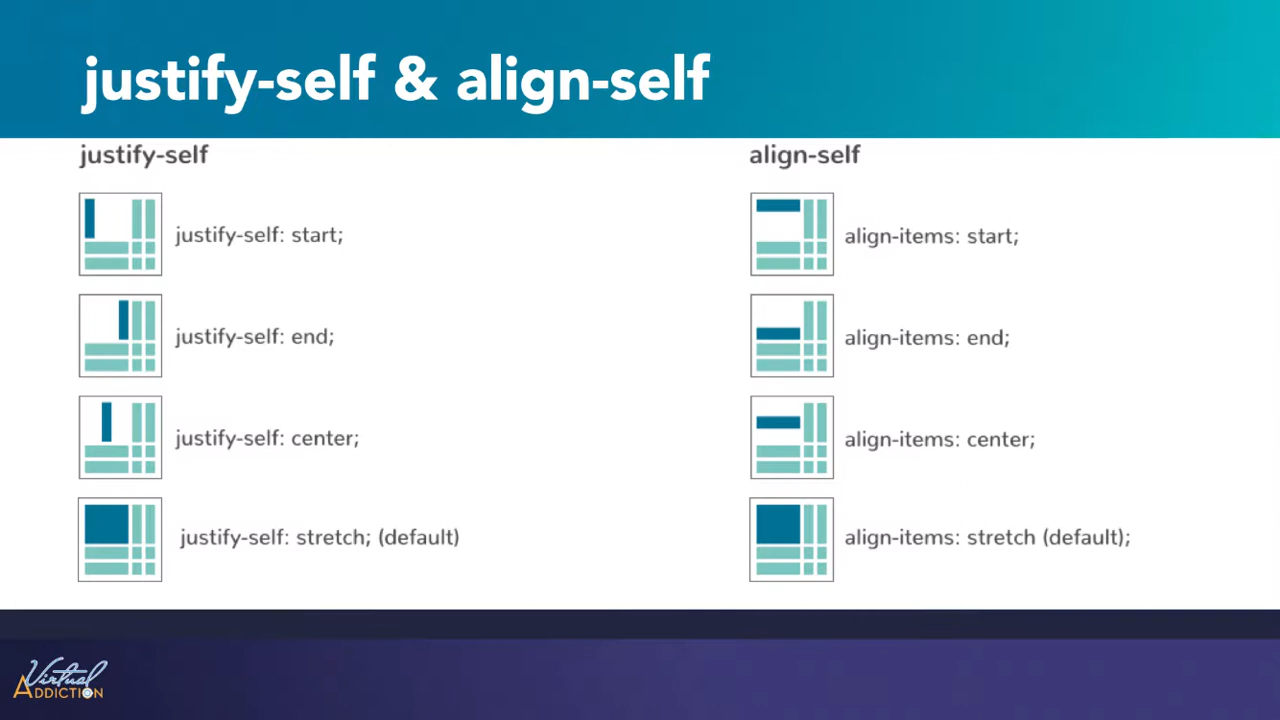 justify-self & align-self
justify-self
justify-self: start;
justify-self: end;
justify-self: center;
justify-self: stretch; (default)
align-self
align-items: start;
align-items: end;
align-items: center;
align-items: stretch (default);
Virtual
ADDICTION